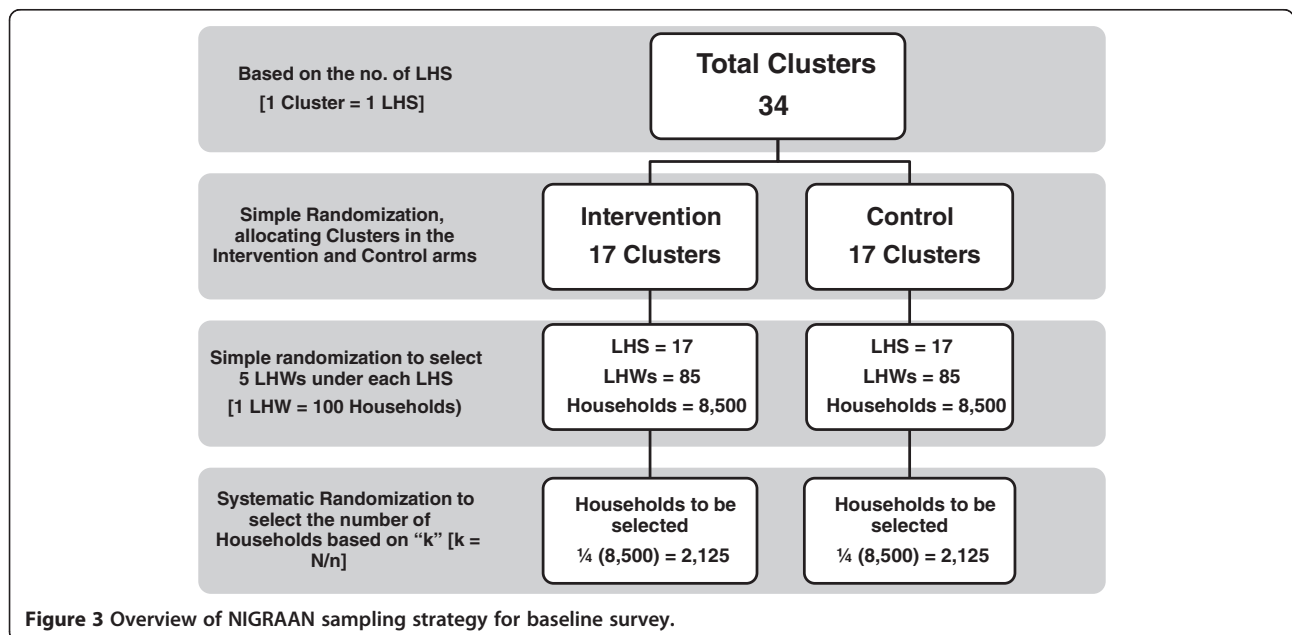 Based on the no. of LHS
[1 Cluster = 1 LHS]
Total Clusters
34
Simple Randomization,
allocating Clusters in the
Intervention and Control arms
Intervention
17 Clusters
Control
17 Clusters
Simple randomization to select
5 LHWs under each LHS
[1 LHW = 100 Households)
LHS = 17
LHWs = 85
Households = 8,500
LHS = 17
LHWs = 85
Households = 8,500
Systematic Randomization to
select the number of
Households based on “k” [k =
N/n]
Households to be
selected
¼ (8,500) = 2,125
Households to be
selected
¼ (8,500) = 2,125
Figure 3 Overview of NIGRAAN sampling strategy for baseline survey.